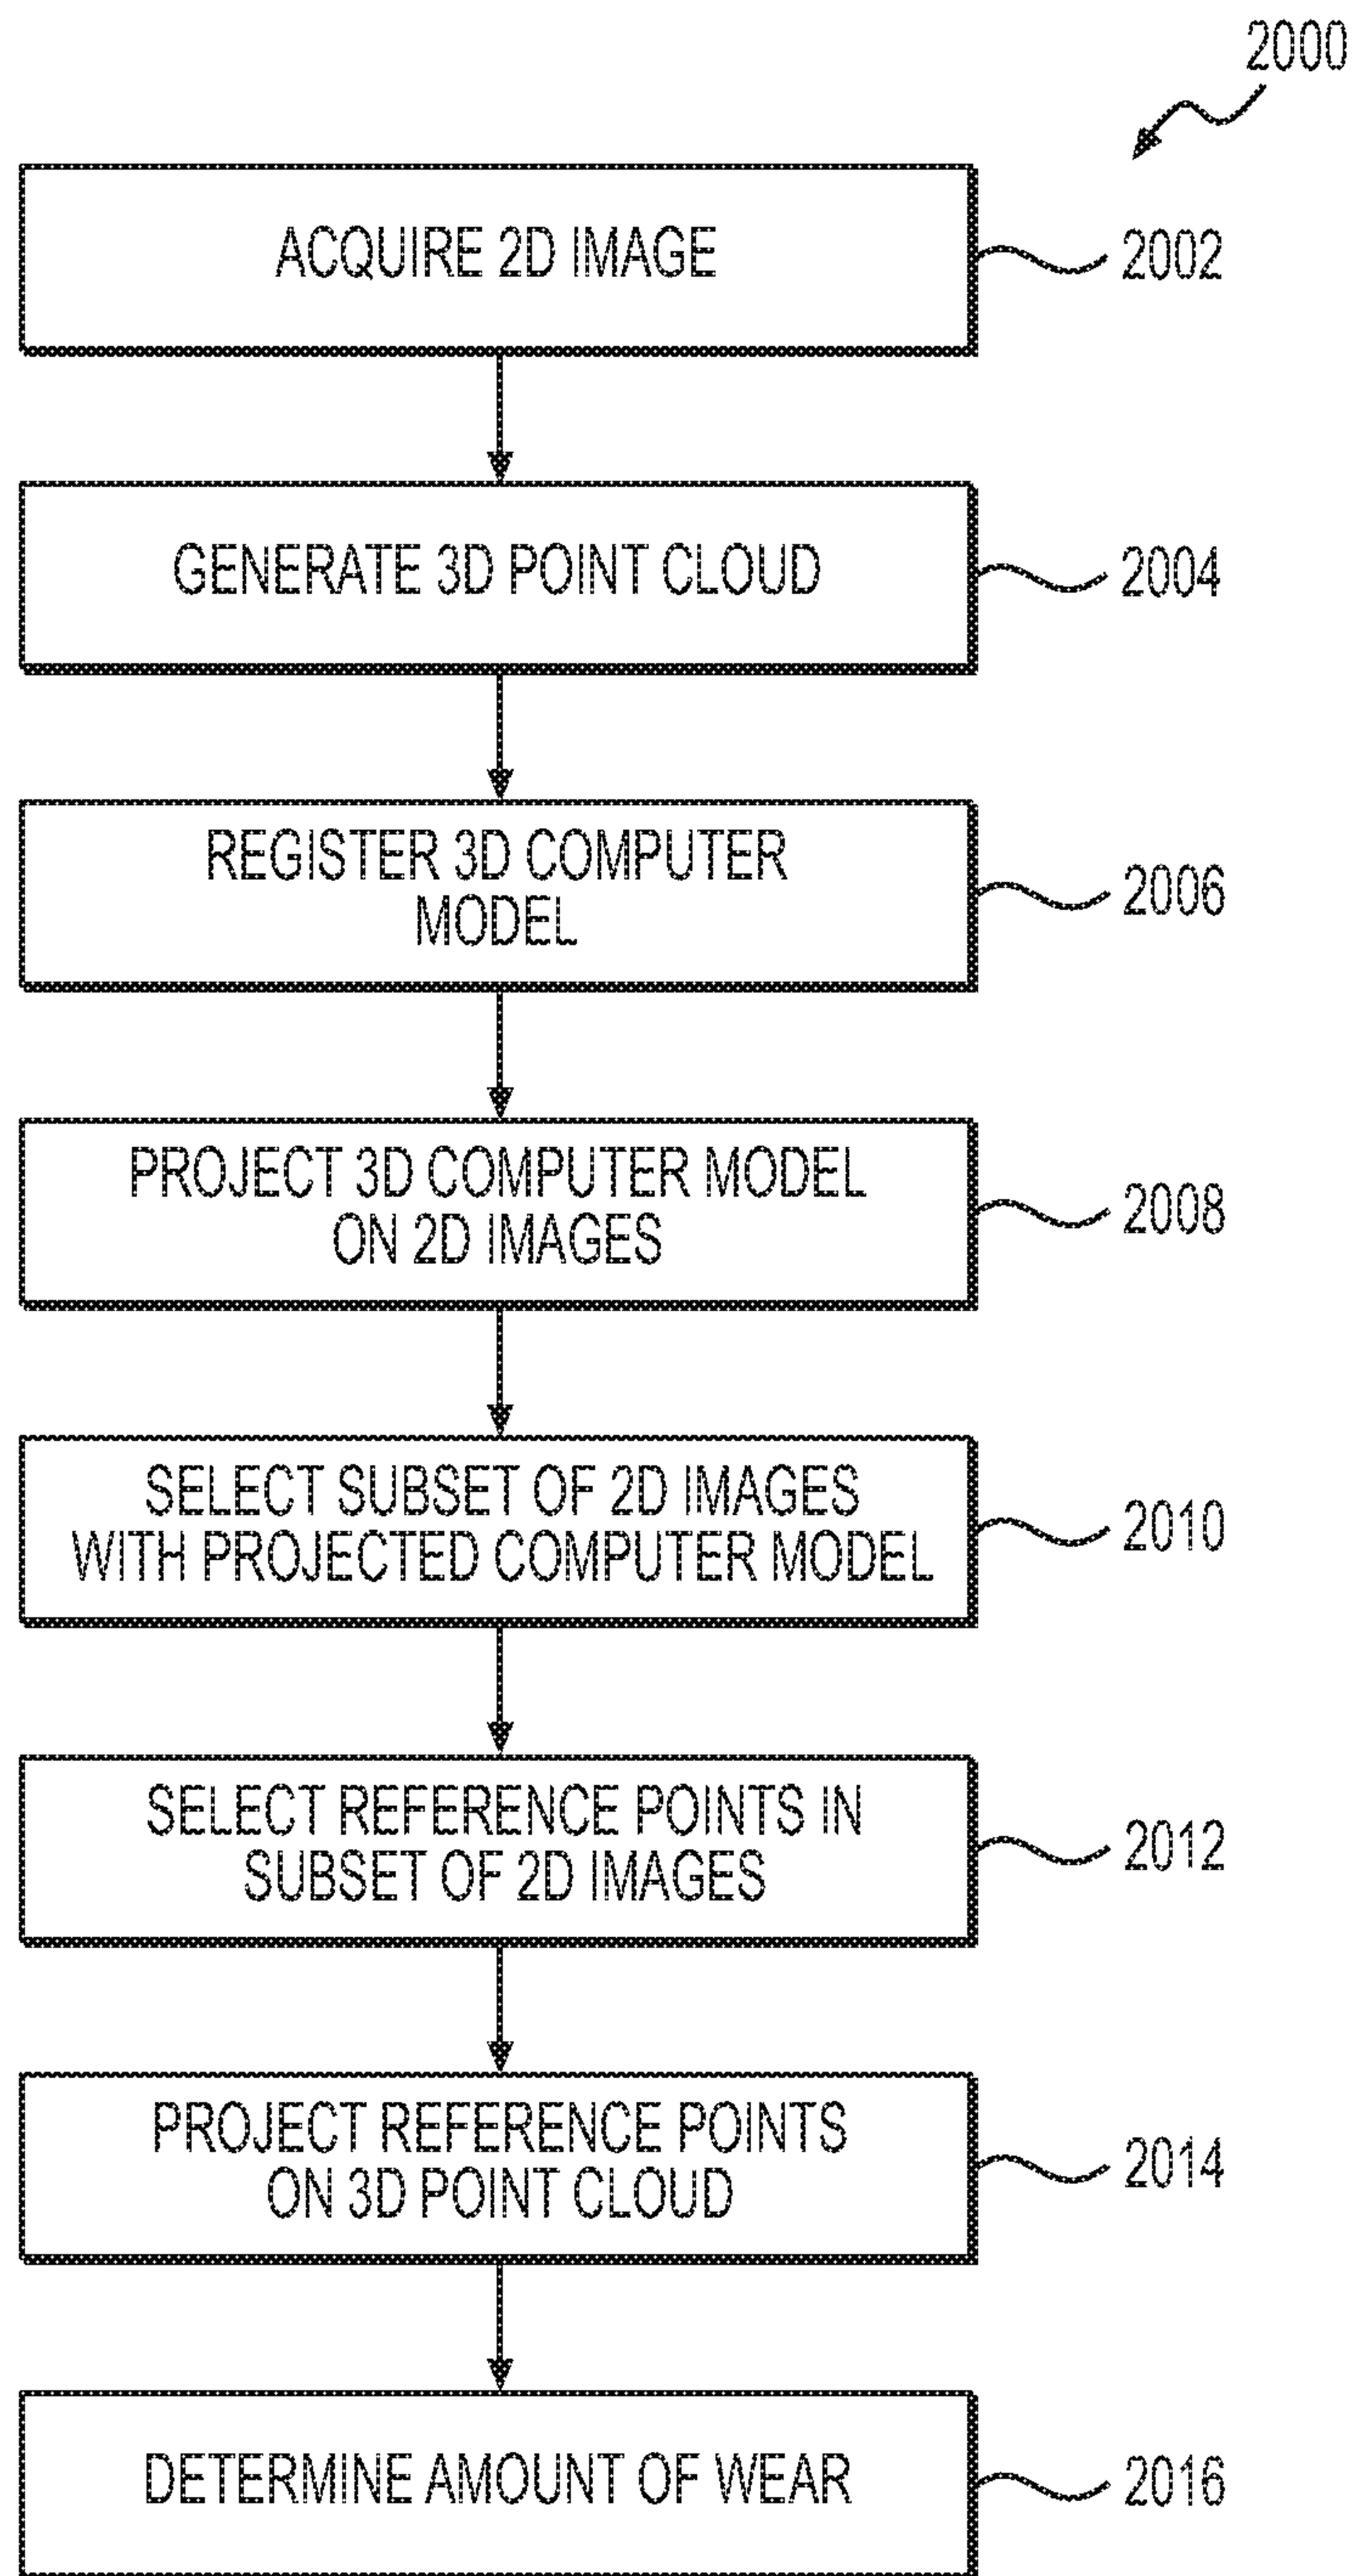 2000
ACQUIRE 2D IMAGE
2002
GENERATE 3D POINT CLOUD
2004
REGISTER 3D COMPUTER
MODEL
2006
PROJECT 3D COMPUTER MODEL
ON 2D IMAGES
2008
SELECT SUBSET OF 2D IMAGES
WITH PROJECTED COMPUTER MODEL
2010
SELECT REFERENCE POINTS IN
SUBSET OF 2D IMAGES
2012
PROJECT REFERENCE POINTS
ON 3D POINT CLOUD
2014
DETERMINE AMOUNT OF WEAR
2016